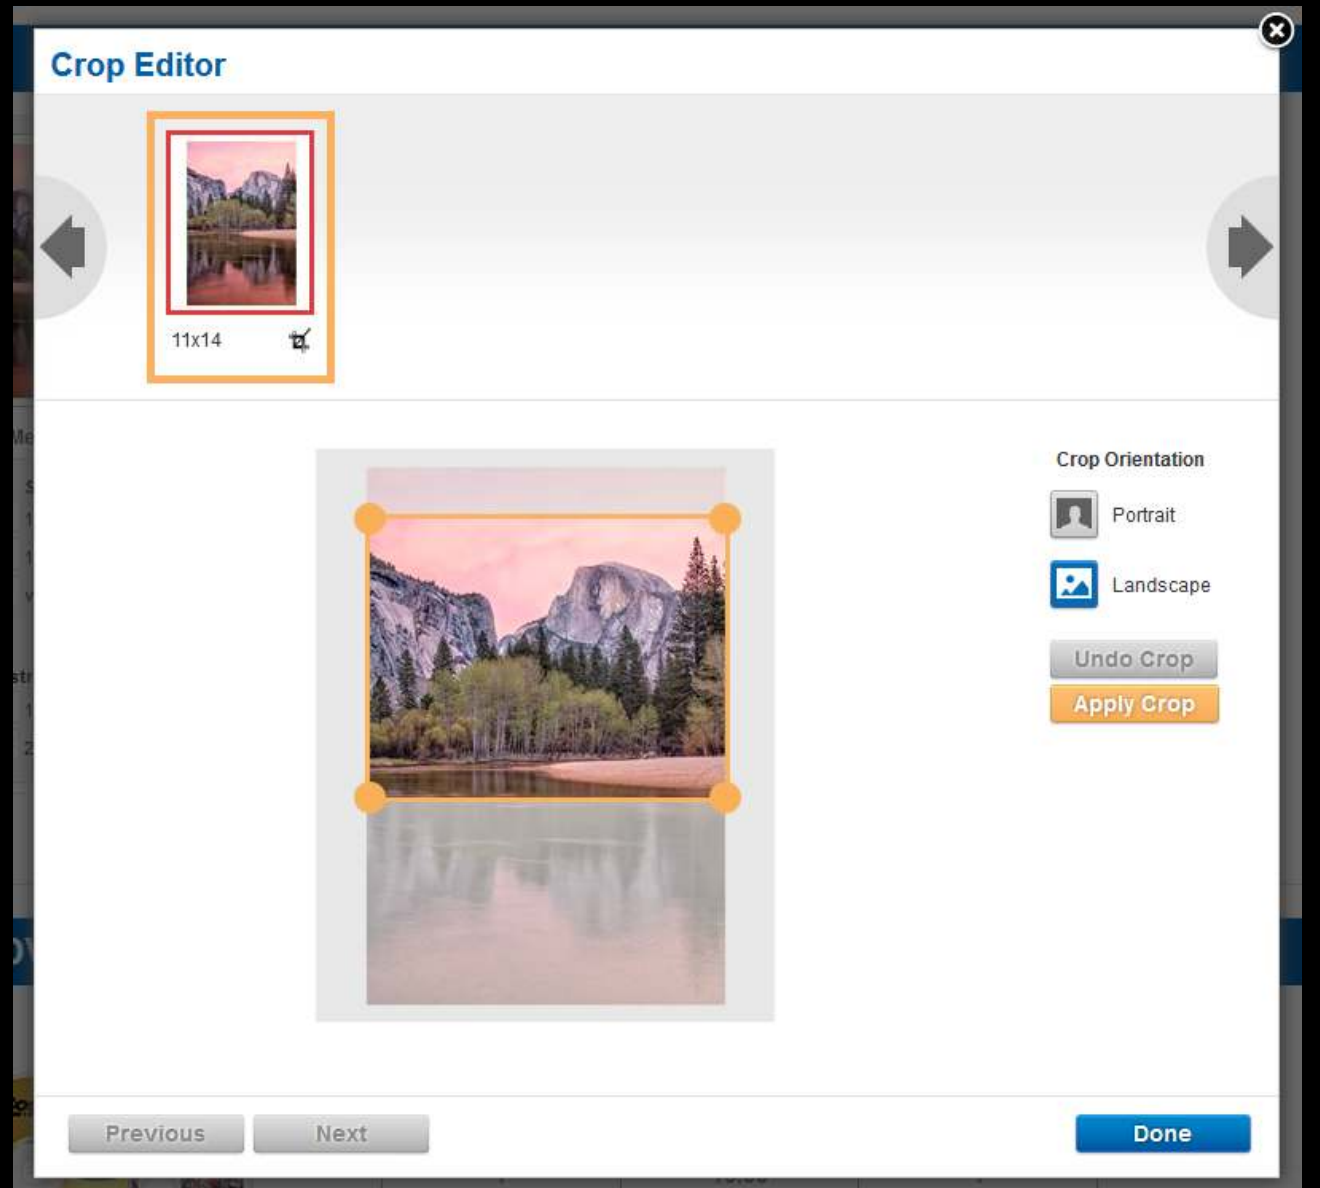 Crop Editor
11x14
Crop Orientation
Portrait
Landscape
Undo Crop
Apply Crop
Previous
Next
Done